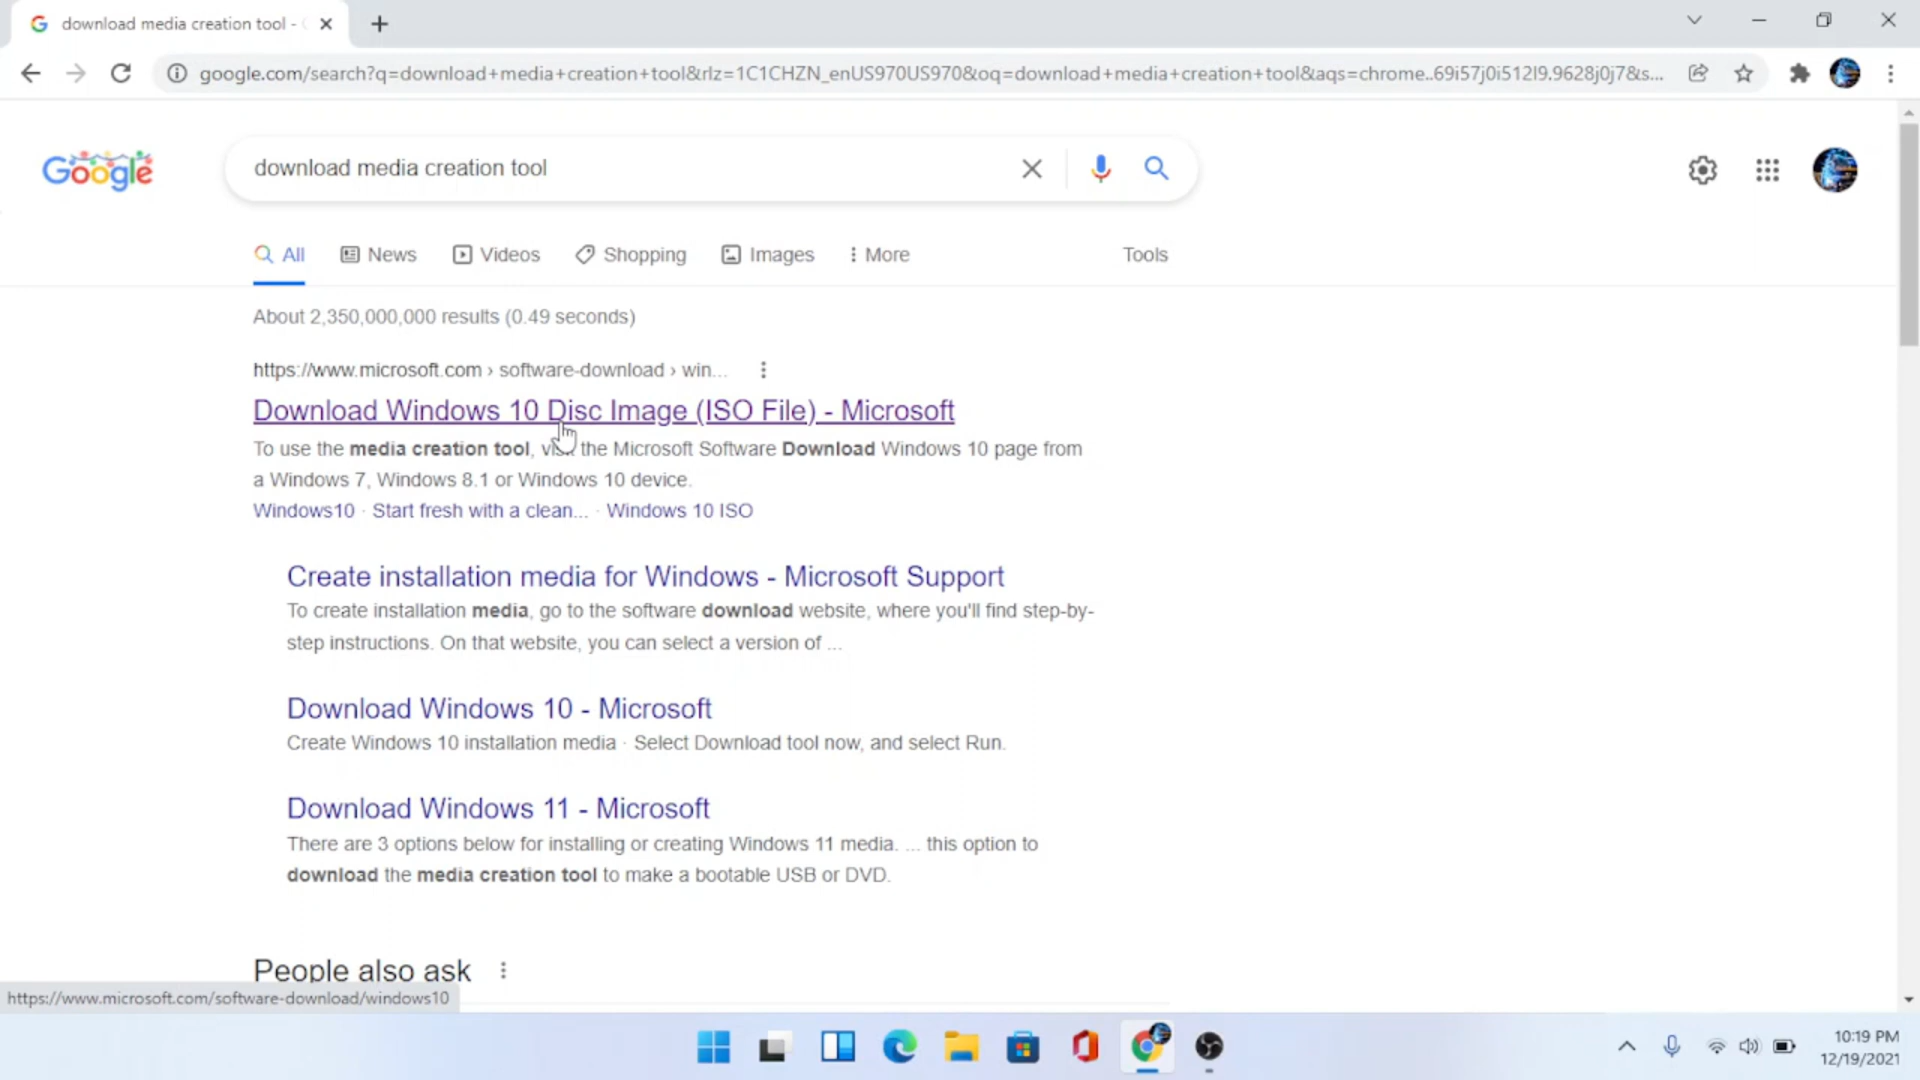 download media creation tool -
google.com/search?q=download+media+creation+tool&rlz=1C1CHZN_enUS970US970&oq=download+media+creation+tool&aqs=chrome..69i57j0i512l9.9628j0j7&s...
Google
download media creation tool
All
News
Videos
Shopping
Images
More
Tools
About 2,350,000,000 results (0.49 seconds)
https://www.microsoft.com › software-download › win...
Download Windows 10 Disc Image (ISO File) - Microsoft
To use the media creation tool, visit the Microsoft Software Download Windows 10 page from
a Windows 7, Windows 8.1 or Windows 10 device.
Windows10 · Start fresh with a clean... · Windows 10 ISO
Create installation media for Windows - Microsoft Support
To create installation media, go to the software download website, where you'll find step-by-
step instructions. On that website, you can select a version of ...
Download Windows 10 - Microsoft
Create Windows 10 installation media · Select Download tool now, and select Run.
Download Windows 11 - Microsoft
There are 3 options below for installing or creating Windows 11 media. ... this option to
download the media creation tool to make a bootable USB or DVD.
People also ask
https://www.microsoft.com/software-download/windows10
10:19 PM
12/19/2021